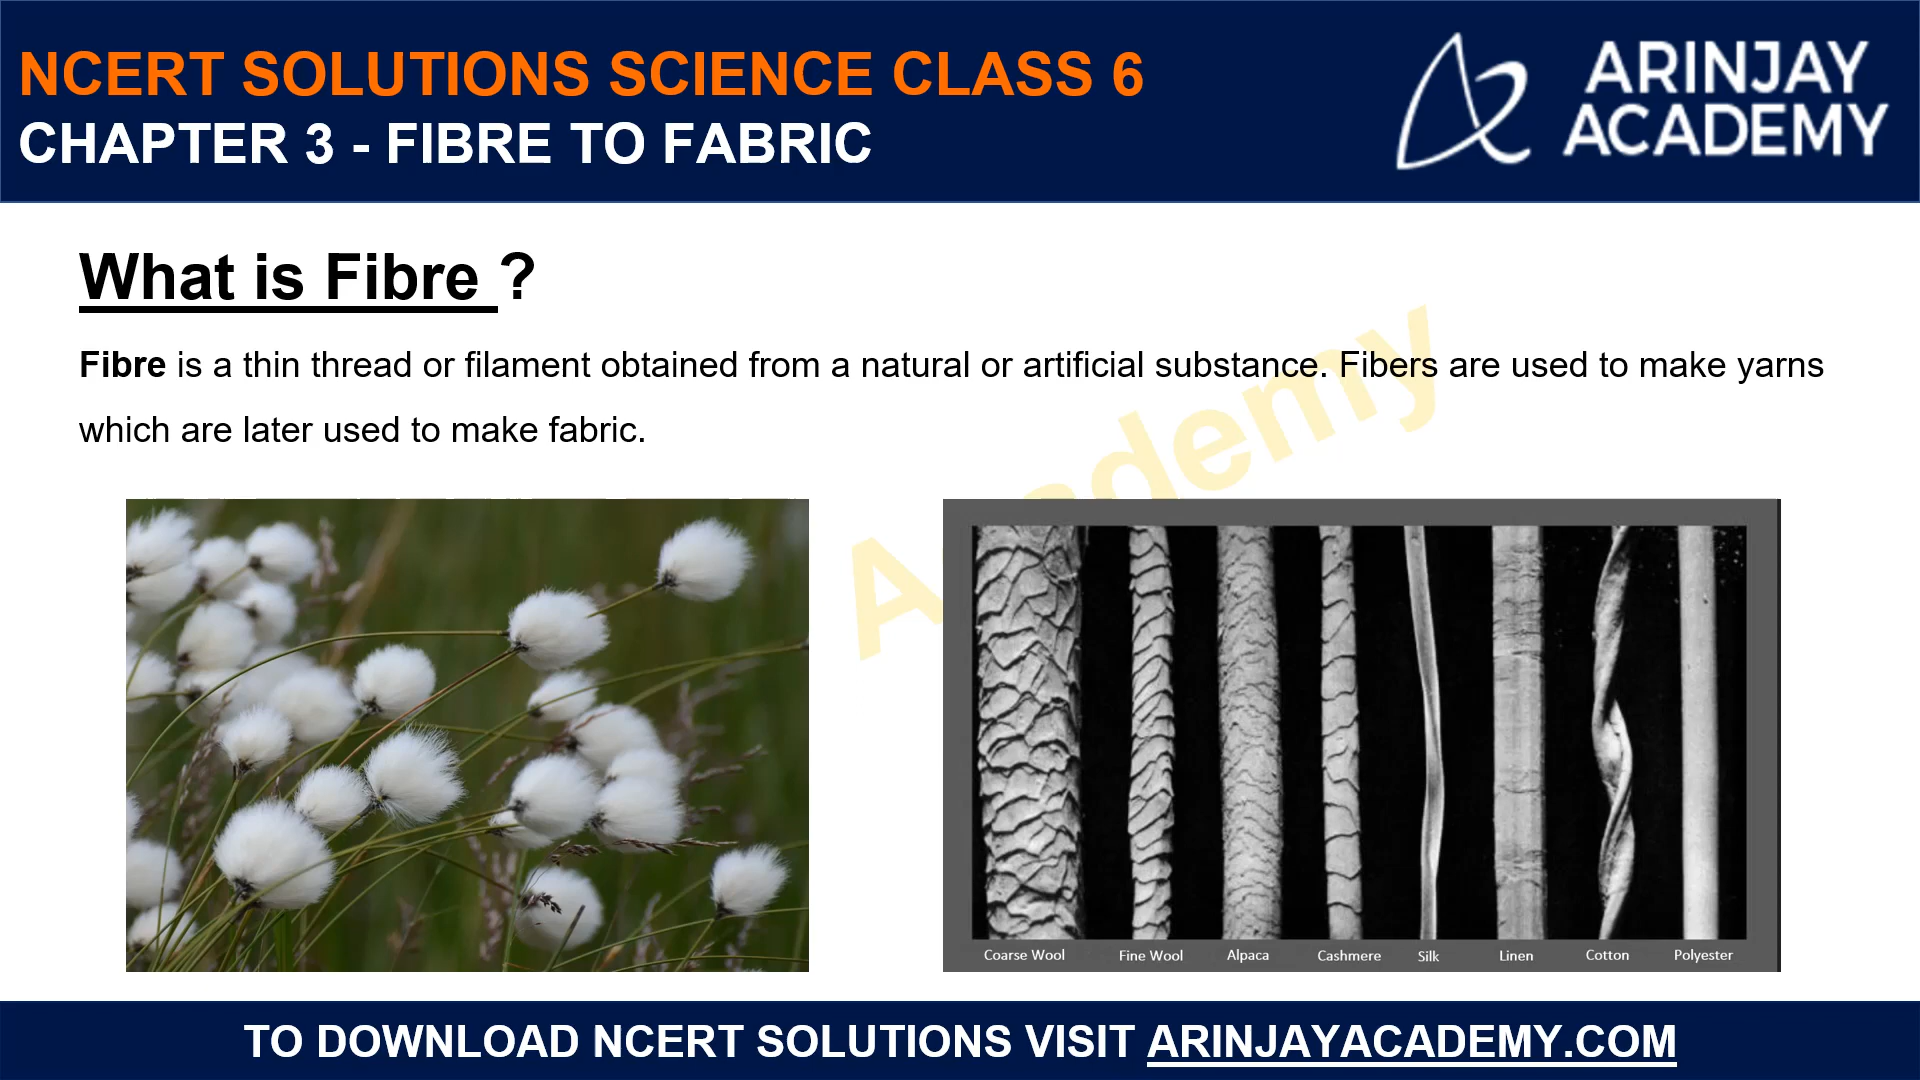 NCERT SOLUTIONS SCIENCE CLASS 6
CHAPTER 3 - FIBRE TO FABRIC
ARINJAY
ACADEMY
What is Fibre ?
Fibre is a thin thread or filament obtained from a natural or artificial substance. Fibers are used to make yarns
which are later used to make fabric.
Academy
Coarse Wool Fine Wool Alpaca Cashmere Silk Linen Cotton Polyester
TO DOWNLOAD NCERT SOLUTIONS VISIT ARINJAYACADEMY.COM